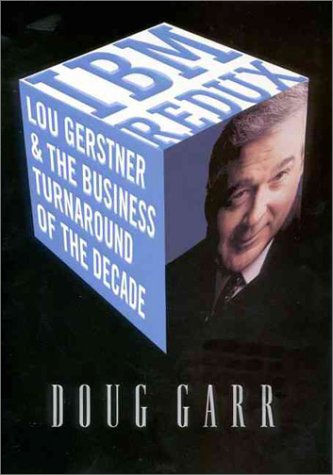 IBM
REDUX
LOU GERSTNER
& THE BUSINESS
TURNAROUND
OF THE DECADE
DOUG GARR